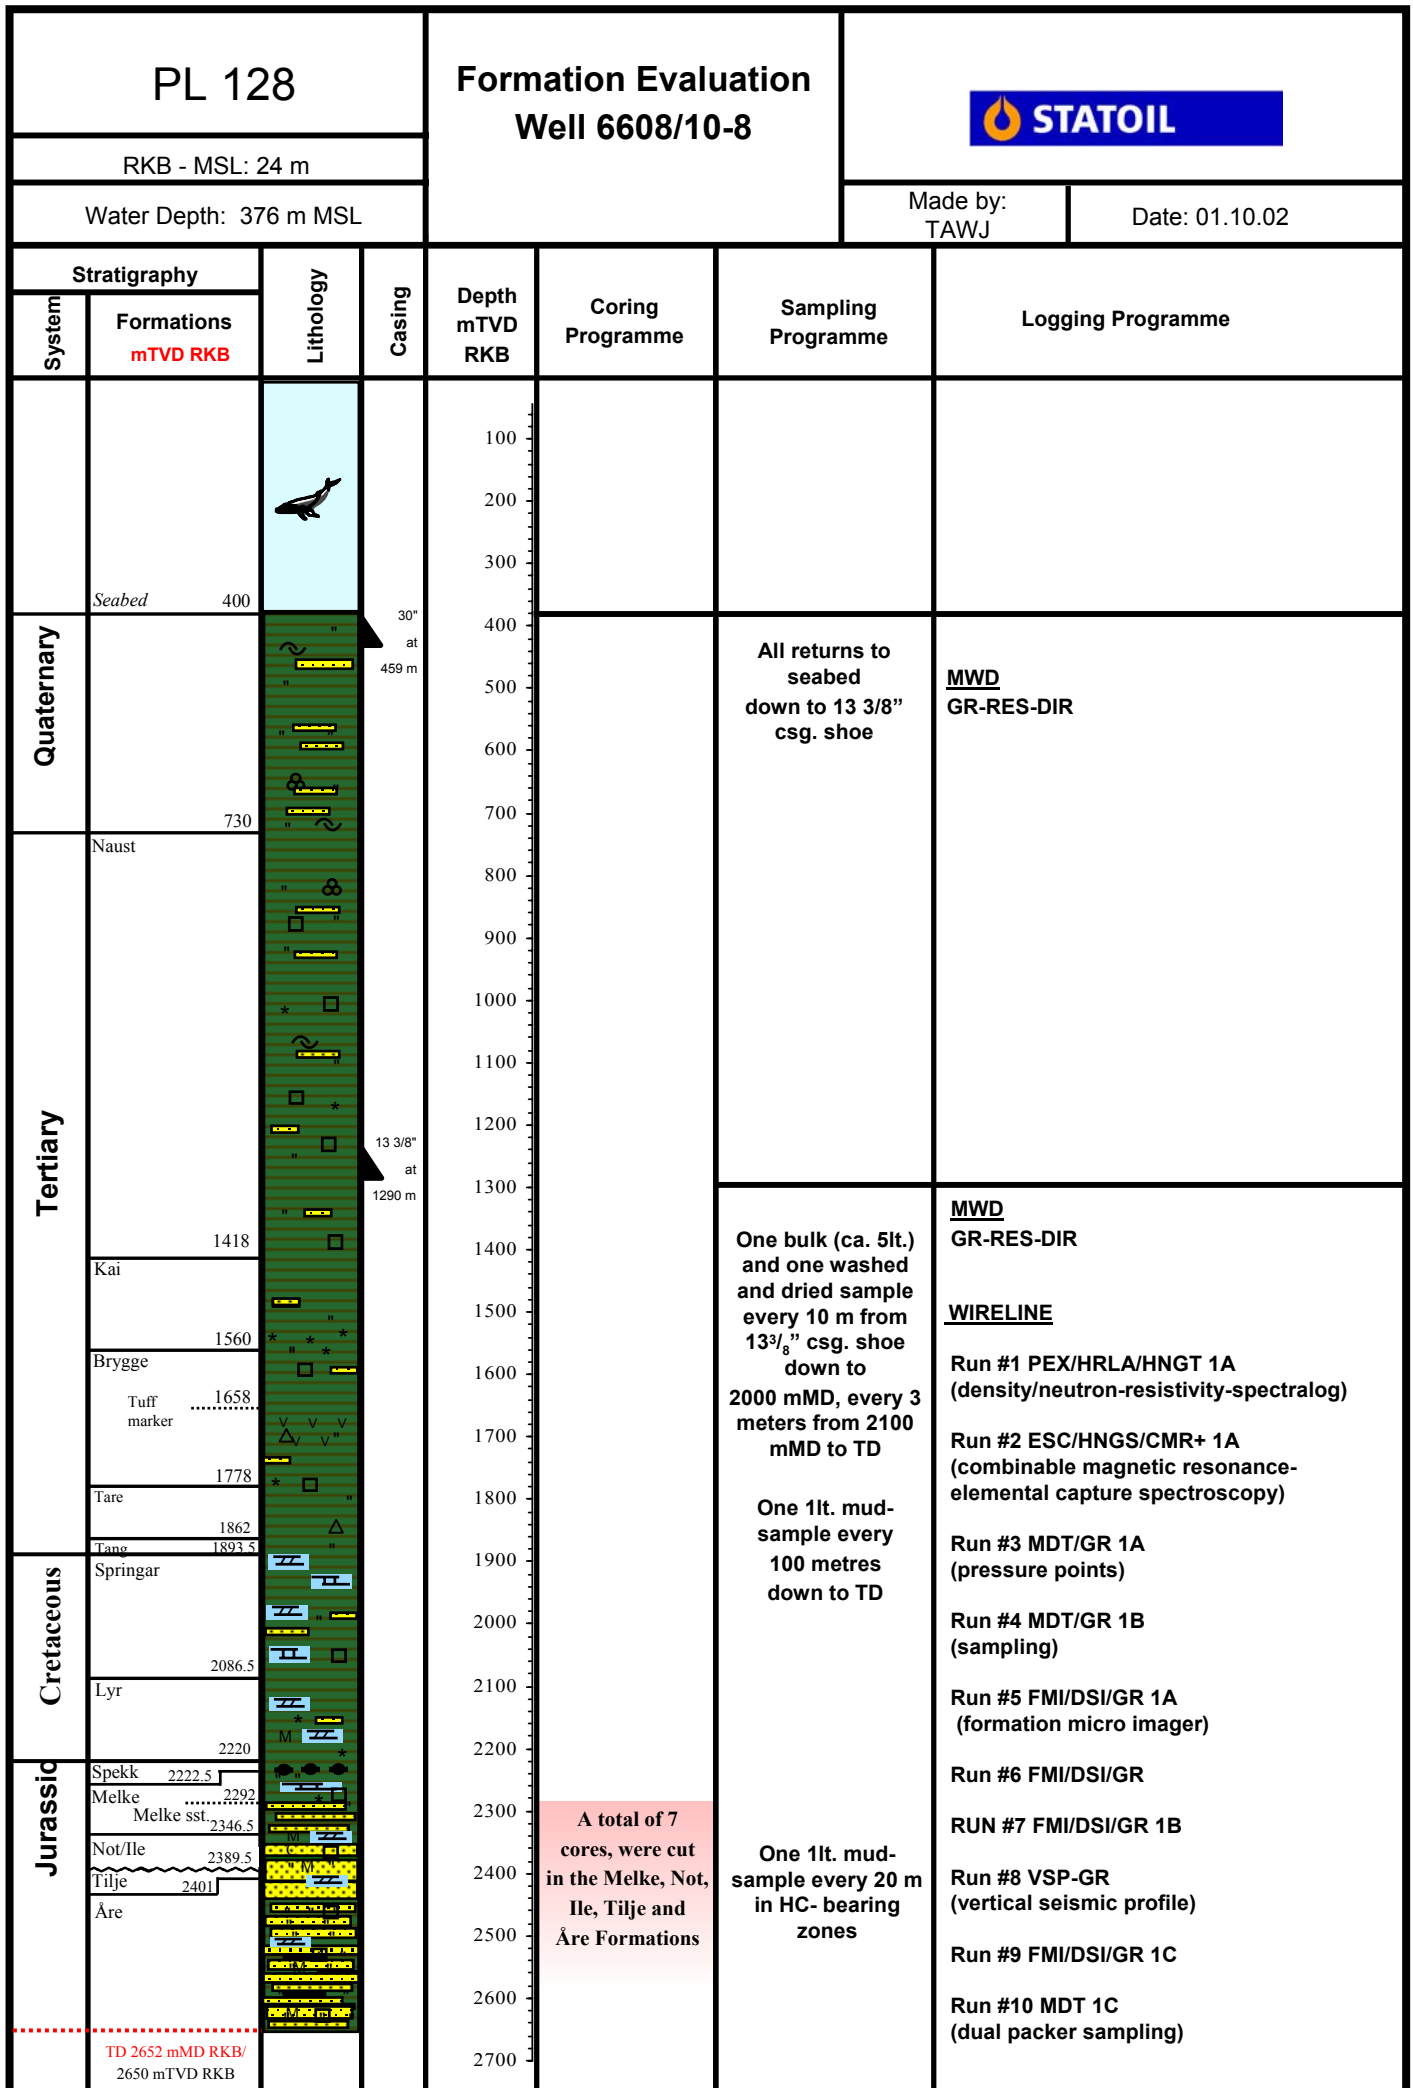 PL 128
RKB - MSL: 24 m
Water Depth: 376 m MSL
Formation Evaluation
Well 6608/10-8
STATOIL
Made by:
TAWJ
Date: 01.10.02
Stratigraphy
System
Formations
mTVD RKB
Lithology
Casing
Depth
mTVD
RKB
Coring
Programme
Sampling
Programme
Logging Programme
Seabed 400
Quaternary
730
Tertiary
Naust
1418
Kai
1560
Brygge
Tuff
marker
1658
1778
Tare
1862
Tang 1893.5
Cretaceous
Springar
2086.5
Lyr
2220
Jurassic
Spekk 2222.5
Melke 2292
Melke sst. 2346.5
Not/Ile
2389.5
Tilje 2401
Åre
TD 2652 mMD RKB/
2650 mTVD RKB
30"
at
459 m
13 3/8"
at
1290 m
100
200
300
400
500
600
700
800
900
1000
1100
1200
1300
1400
1500
1600
1700
1800
1900
2000
2100
2200
2300
2400
2500
2600
2700
A total of 7
cores, were cut
in the Melke, Not,
Ile, Tilje and
Åre Formations
All returns to
seabed
down to 13 3/8”
csg. shoe
One bulk (ca. 5lt.)
and one washed
and dried sample
every 10 m from
13³/₈” csg. shoe
down to
2000 mMD, every 3
meters from 2100
mMD to TD
One 1lt. mud-
sample every
100 metres
down to TD
One 1lt. mud-
sample every 20 m
in HC- bearing
zones
MWD
GR-RES-DIR
MWD
GR-RES-DIR
WIRELINE
Run #1 PEX/HRLA/HNGT 1A
(density/neutron-resistivity-spectralog)
Run #2 ESC/HNGS/CMR+ 1A
(combinable magnetic resonance-
elemental capture spectroscopy)
Run #3 MDT/GR 1A
(pressure points)
Run #4 MDT/GR 1B
(sampling)
Run #5 FMI/DSI/GR 1A
(formation micro imager)
Run #6 FMI/DSI/GR
RUN #7 FMI/DSI/GR 1B
Run #8 VSP-GR
(vertical seismic profile)
Run #9 FMI/DSI/GR 1C
Run #10 MDT 1C
(dual packer sampling)